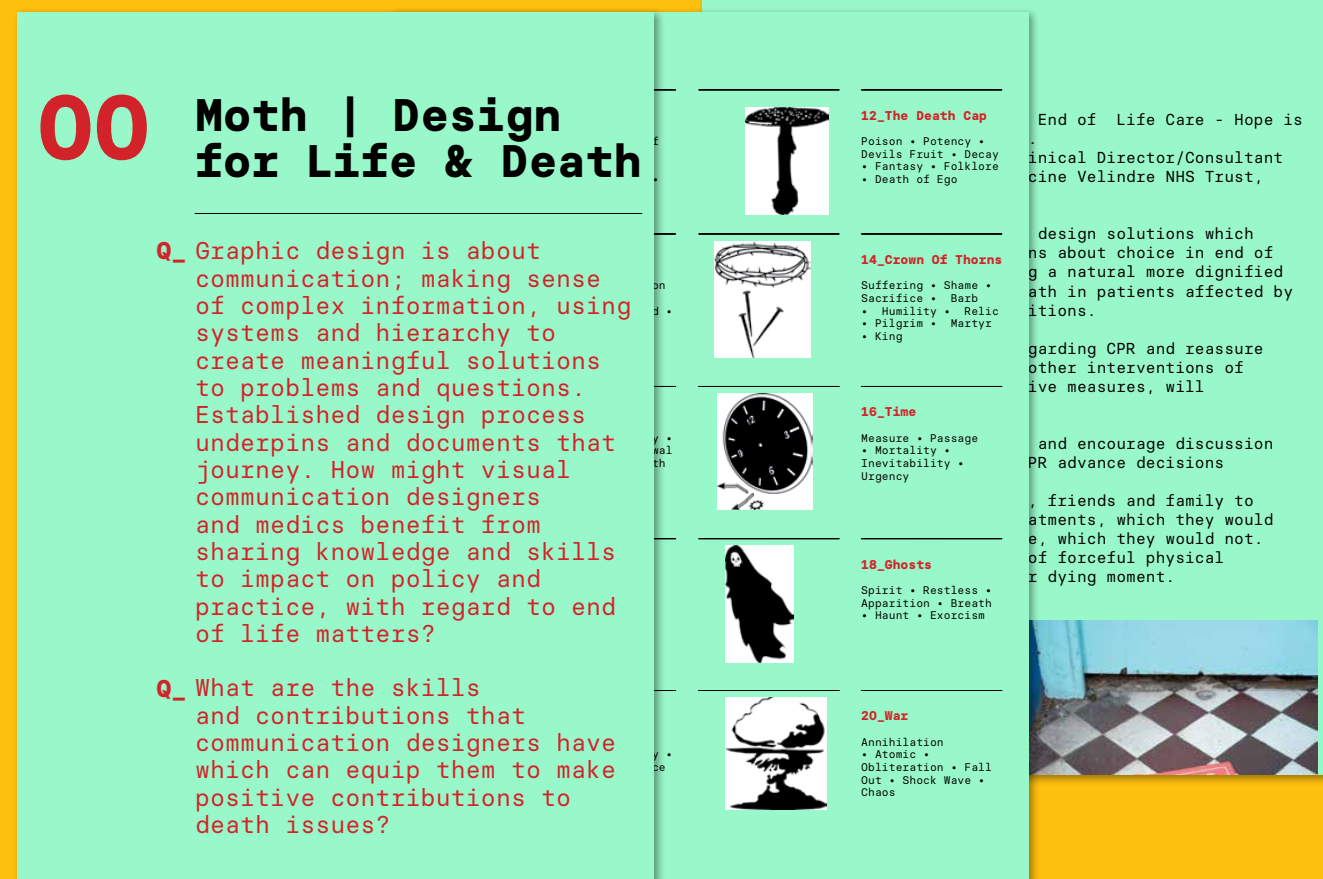 00
Moth | Design
for Life & Death
Q_ Graphic design is about
communication; making sense
of complex information, using
systems and hierarchy to
create meaningful solutions
to problems and questions.
Established design process
underpins and documents that
journey. How might visual
communication designers
and medics benefit from
sharing knowledge and skills
to impact on policy and
practice, with regard to end
of life matters?
Q_ What are the skills
and contributions that
communication designers have
which can equip them to make
positive contributions to
death issues?
12_The Death Cap
Poison • Potency •
Devils Fruit • Decay
• Fantasy • Folklore
• Death of Ego
14_Crown Of Thorns
Suffering • Shame •
Sacrifice •  Barb
•  Humility •  Relic
• Pilgrim •  Martyr
• King
16_Time
Measure • Passage
• Mortality •
Inevitability •
Urgency
12
3
6
9
18_Ghosts
Spirit • Restless •
Apparition • Breath
• Haunt • Exorcism
20_War
Annihilation
• Atomic •
Obliteration • Fall
Out • Shock Wave •
Chaos
End of  Life Care - Hope is
Director/Consultant
Velindre NHS Trust,
design solutions which
about choice in end of
a natural more dignified
in patients affected by
CPR and reassure
other interventions of
measures, will
and encourage discussion
advance decisions
, friends and family to
which they would
which they would not.
of forceful physical
dying moment.